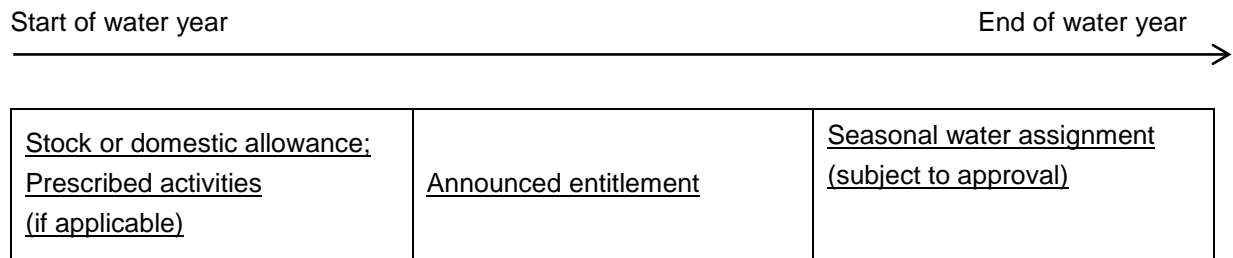 Start of water year
End of water year
Stock or domestic allowance;
Prescribed activities
(if applicable)
Announced entitlement
Seasonal water assignment
(subject to approval)